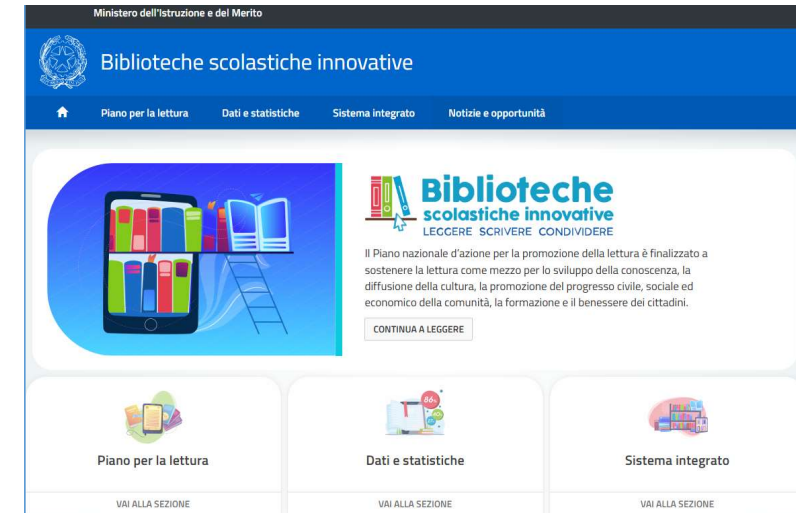 Ministero dell'Istruzione e del Merito
Biblioteche scolastiche innovative
Piano per la lettura
Dati e statistiche
Sistema integrato
Notizie e opportunità
Biblioteche
scolastiche innovative
LEGGERE SCRIVERE CONDIVIDERE
Il Piano nazionale d'azione per la promozione della lettura è finalizzato a
sostenere la lettura come mezzo per lo sviluppo della conoscenza, la
diffusione della cultura, la promozione del progresso civile, sociale ed
economico della comunità, la formazione e il benessere dei cittadini.
CONTINUA A LEGGERE
86%
Piano per la lettura
Dati e statistiche
Sistema integrato
VAI ALLA SEZIONE
VAI ALLA SEZIONE
VAI ALLA SEZIONE